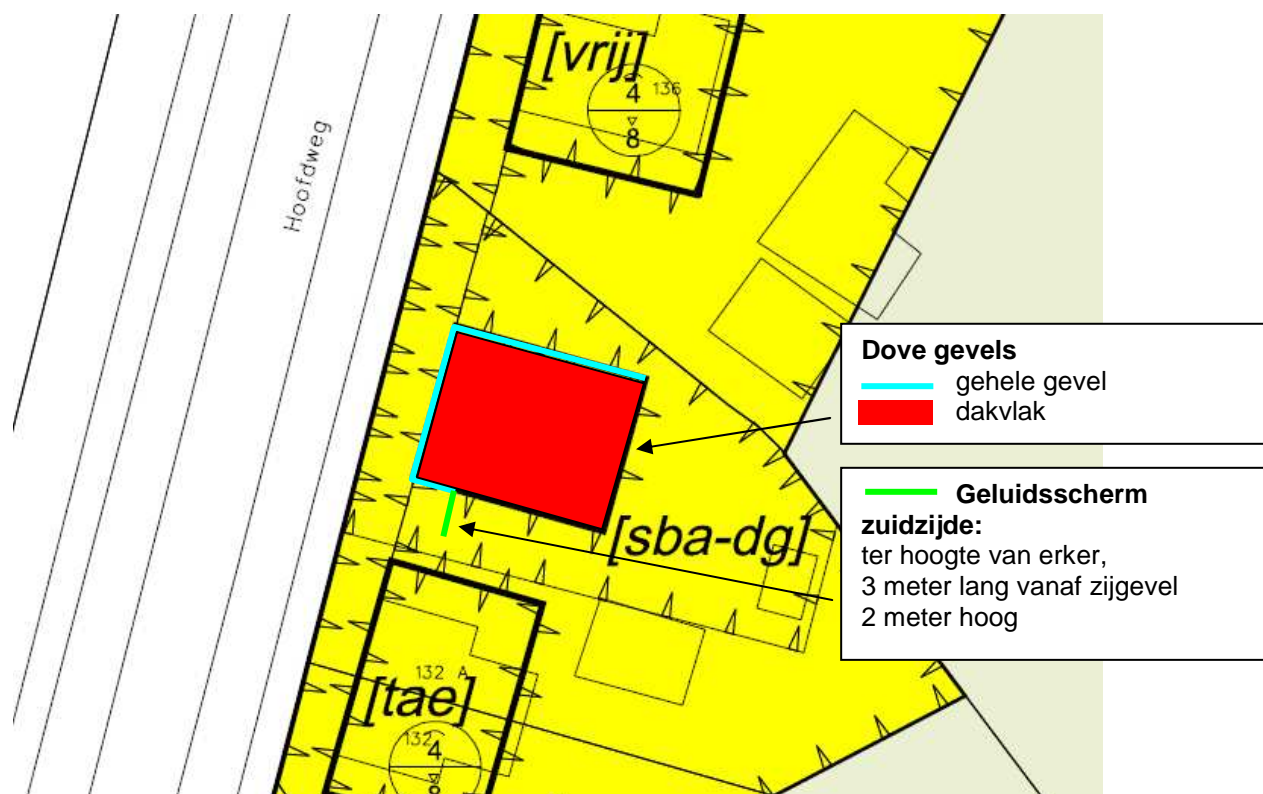 [vrij]
4
136
8
Hoofdweg
Dove gevels
gehele gevel
dakvlak
Geluidsscherm
zuidzijde:
ter hoogte van erker,
3 meter lang vanaf zijgevel
2 meter hoog
[sba-dg]
132 A
[tae]
132
4
8